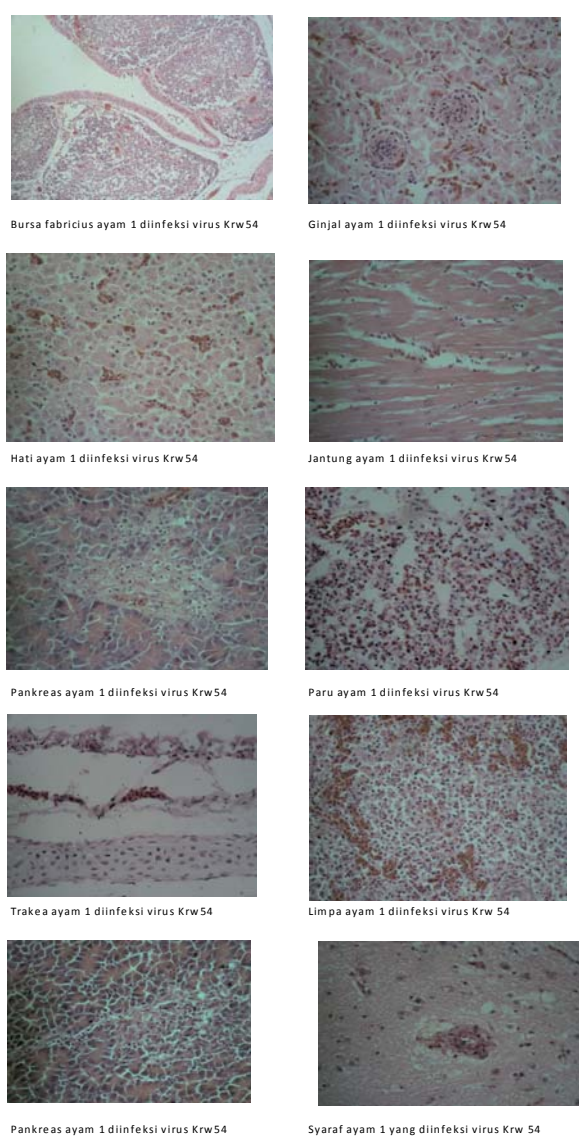 Bursa fabricius ayam 1 diinfeksi virus Krw54
Ginjal ayam 1 diinfeksi virus Krw54
Hati ayam 1 diinfeksi virus Krw54
Jantung ayam 1 diinfeksi virus Krw54
Pankreas ayam 1 diinfeksi virus Krw54
Paru ayam 1 diinfeksi virus Krw54
Trakea ayam 1 diinfeksi virus Krw54
Limpa ayam 1 diinfeksi virus Krw 54
Pankreas ayam 1 diinfeksi virus Krw54
Syaraf ayam 1 yang diinfeksi virus Krw 54